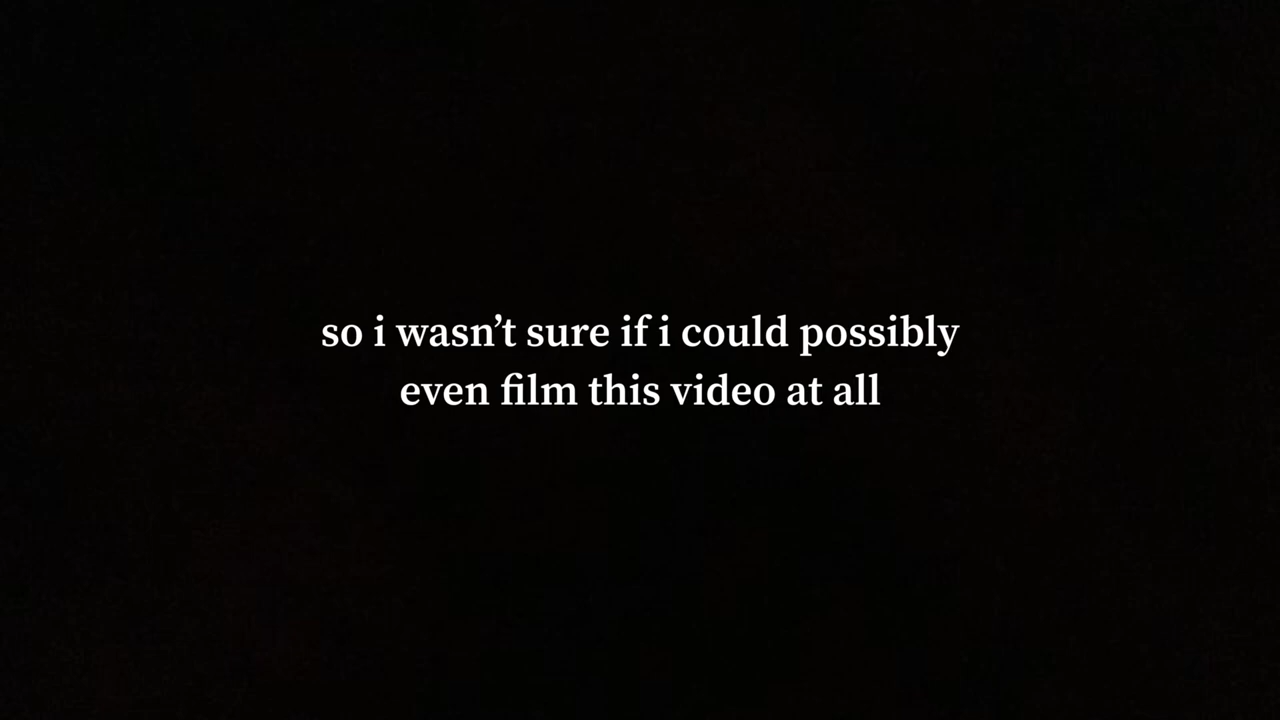 so i wasn’t sure if i could possibly
even film this video at all